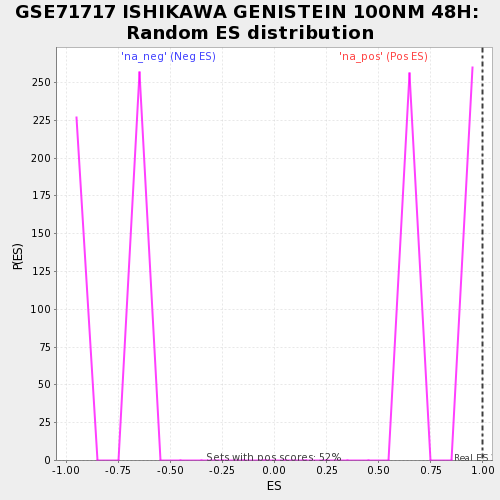 GSE71717 ISHIKAWA GENISTEIN 100NM 48H:
Random ES distribution
'na_neg' (Neg ES)
'na_pos' (Pos ES)
P(ES)
250
225
200
175
150
125
100
75
50
25
0
Sets with pos scores: 52%
Real ES
-1.00 -0.75 -0.50 -0.25 0.00 0.25 0.50 0.75 1.00
ES